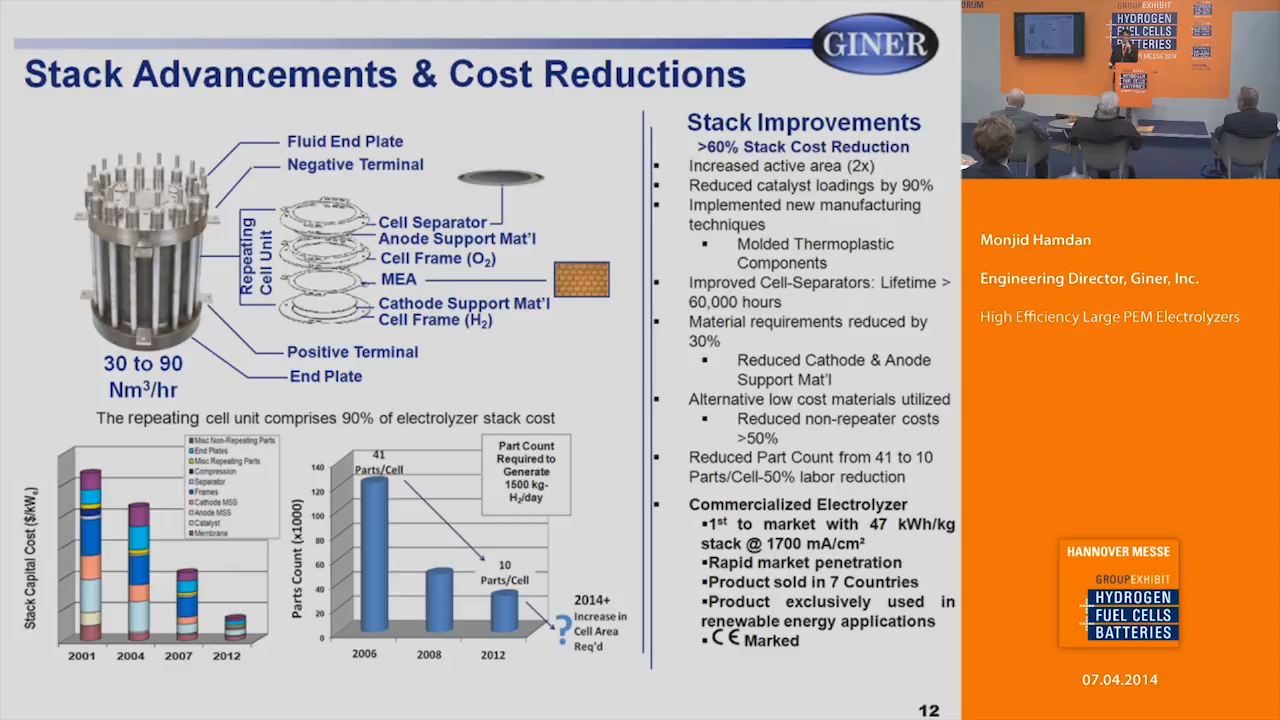 GINER
Stack Advancements & Cost Reductions
Fluid End Plate
Negative Terminal
Repeating
Cell Unit
Cell Separator
Anode Support Mat'l
Cell Frame (O2)
MEA
Cathode Support Mat'l
Cell Frame (H2)
Positive Terminal
End Plate
30 to 90
Nm3/hr
The repeating cell unit comprises 90% of electrolyzer stack cost
Stack Capital Cost ($/kWe)
Misc Non-Repeating Parts
End Plates
Misc Repeating Parts
Compression
Separator
Frames
Cathode MSS
Anode MSS
Catalyst
Membrane
2001 2004 2007 2012
Parts Count (x1000)
140
120
100
80
60
40
20
0
41
Parts/Cell
Part Count
Required to
Generate
1500 kg-
H2/day
10
Parts/Cell
2006 2008 2012
2014+
Increase in
Cell Area
Req'd
?
Stack Improvements
>60% Stack Cost Reduction
▪ Increased active area (2x)
▪ Reduced catalyst loadings by 90%
▪ Implemented new manufacturing
techniques
▪ Molded Thermoplastic
Components
▪ Improved Cell-Separators: Lifetime >
60,000 hours
▪ Material requirements reduced by
30%
▪ Reduced Cathode & Anode
Support Mat'l
▪ Alternative low cost materials utilized
▪ Reduced non-repeater costs
>50%
▪ Reduced Part Count from 41 to 10
Parts/Cell-50% labor reduction
▪ Commercialized Electrolyzer
▪1st to market with 47 kWh/kg
stack @ 1700 mA/cm²
▪Rapid market penetration
▪Product sold in 7 Countries
▪Product exclusively used in
renewable energy applications
▪ CE Marked
12
ORUM
GROUP EXHIBIT
HYDROGEN
FUEL CELLS
BATTERIES
Monjid Hamdan
Engineering Director, Giner, Inc.
High Efficiency Large PEM Electrolyzers
HANNOVER MESSE
GROUP EXHIBIT
HYDROGEN
FUEL CELLS
BATTERIES
07.04.2014